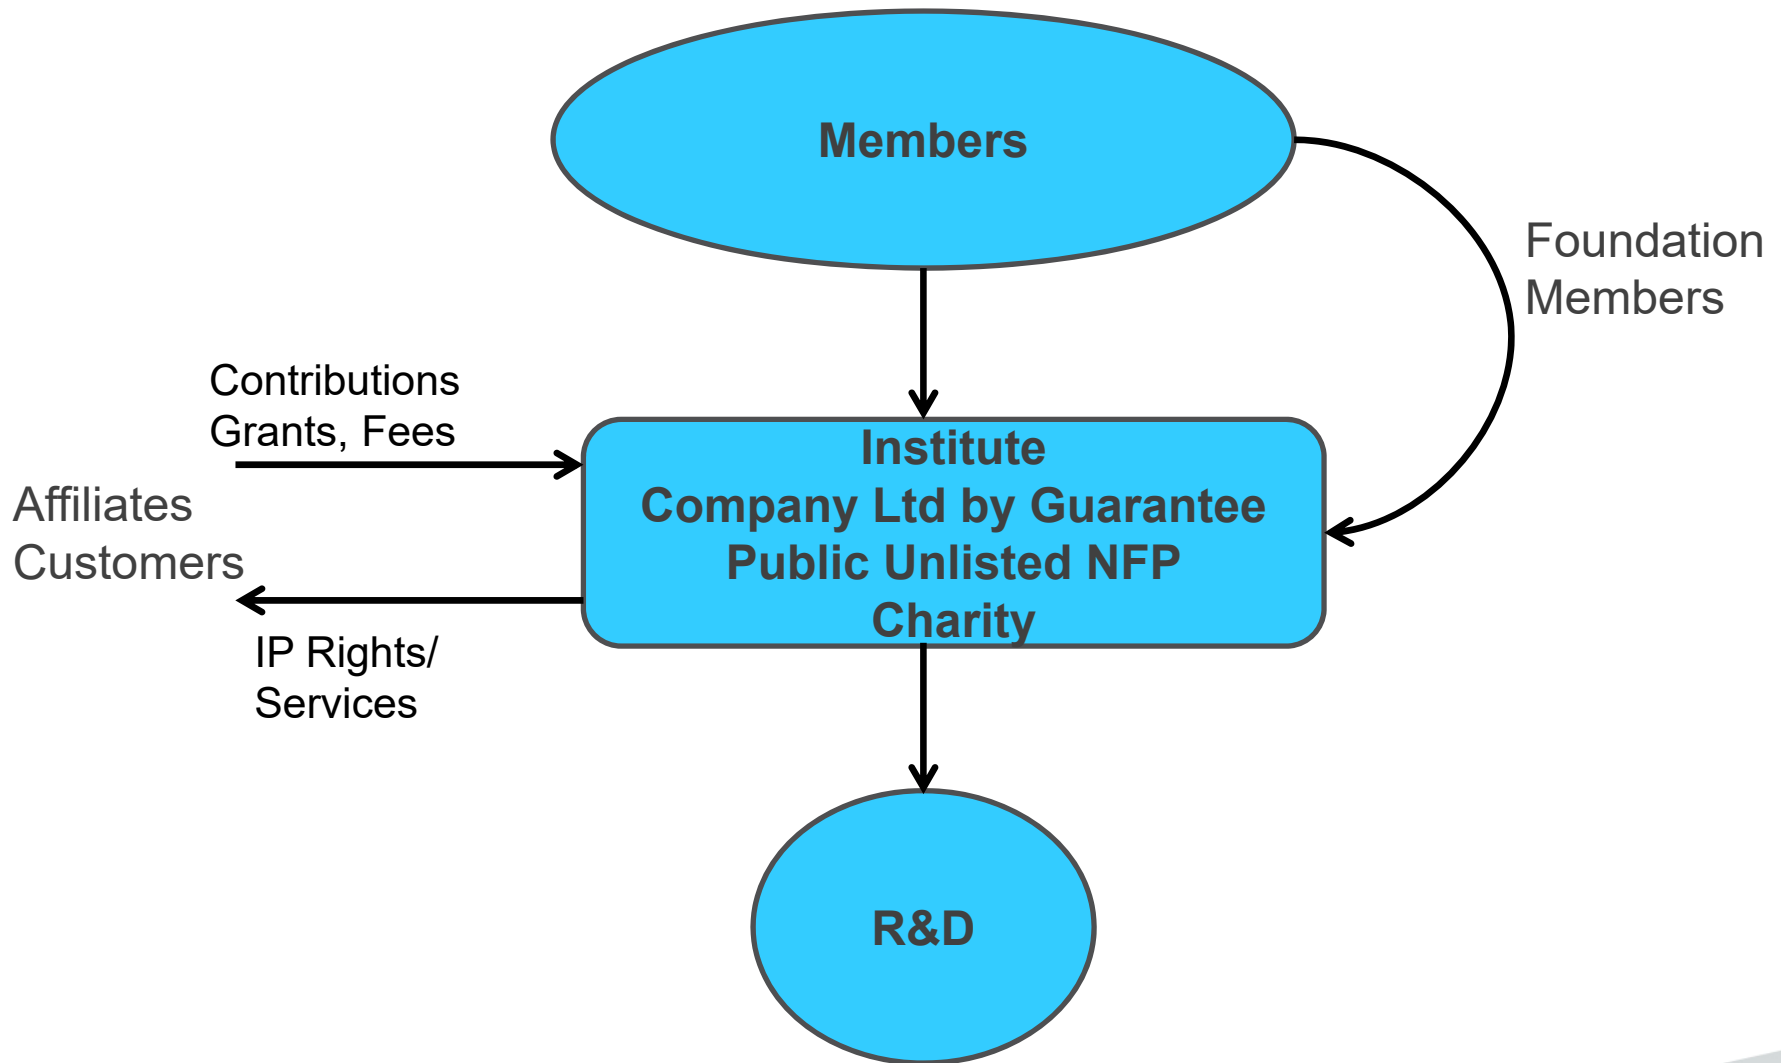 Members
Foundation
Members
Contributions
Grants, Fees
Affiliates
Customers
Institute
Company Ltd by Guarantee
Public Unlisted NFP
Charity
IP Rights/
Services
R&D